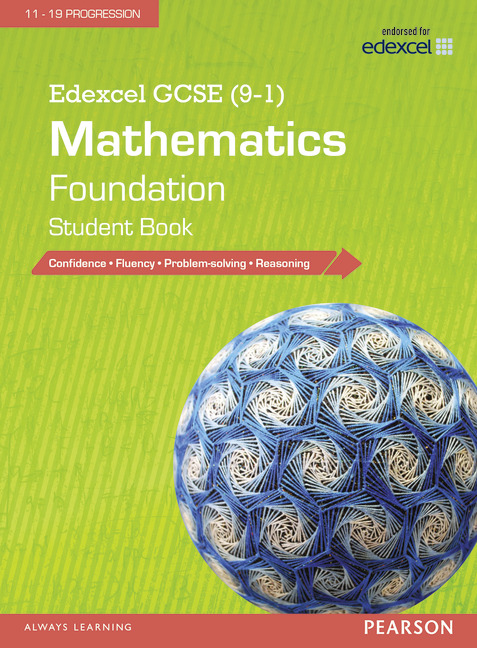 11 - 19 PROGRESSION
endorsed for
edexcel
Edexcel GCSE (9-1)
Mathematics
Foundation
Student Book
Confidence • Fluency • Problem-solving • Reasoning
ALWAYS LEARNING
PEARSON